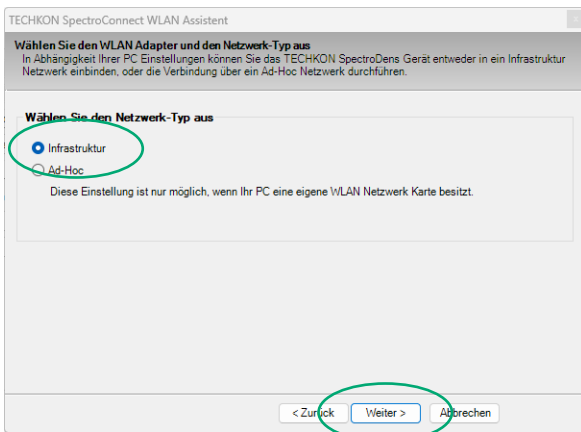 TECHKON SpectroConnect WLAN Assistent
Wählen Sie den WLAN Adapter und den Netzwerk-Typ aus
In Abhängigkeit Ihrer PC Einstellungen können Sie das TECHKON SpectroDens Gerät entweder in ein Infrastruktur
Netzwerk einbinden, oder die Verbindung über ein Ad-Hoc Netzwerk durchführen.
Wählen Sie den Netzwerk-Typ aus
Infrastruktur
Ad-Hoc
Diese Einstellung ist nur möglich, wenn Ihr PC eine eigene WLAN Netzwerk Karte besitzt.
< Zurück Weiter > Abbrechen